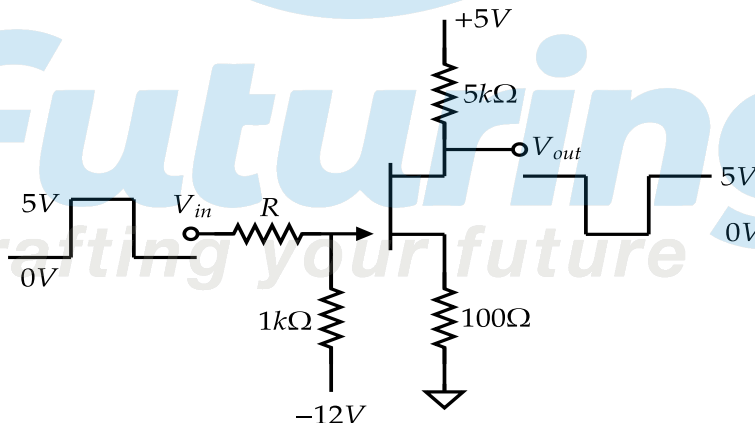 +5V
5kΩ
Vout
Futuring
5V
Vin
R
5V
0V
crafting your future
0V
1kΩ
100Ω
−12V